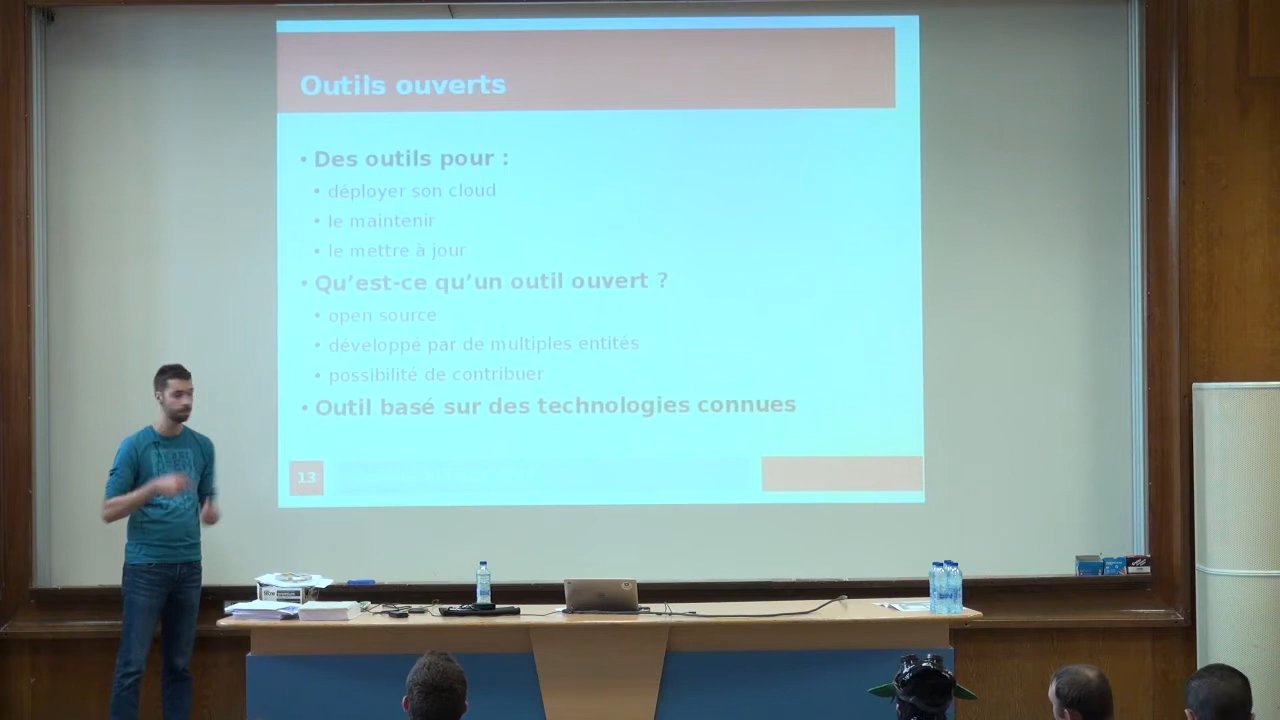 Outils ouverts
• Des outils pour :
• déployer son cloud
• le maintenir
• le mettre à jour
• Qu’est-ce qu’un outil ouvert ?
• open source
• développé par de multiples entités
• possibilité de contribuer
• Outil basé sur des technologies connues
13